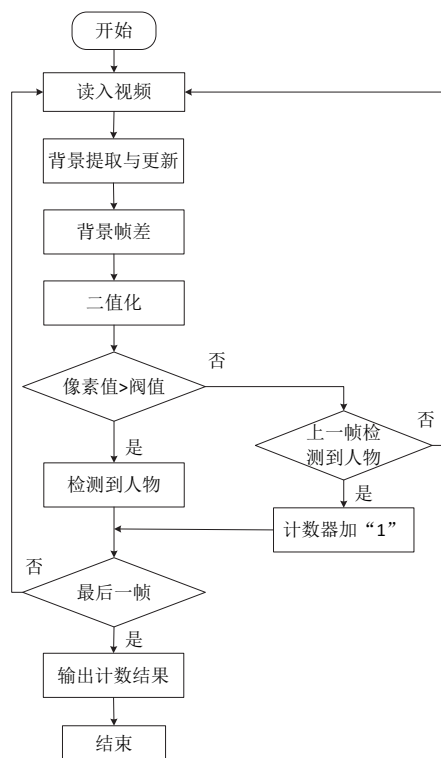 开始
读入视频
背景提取与更新
背景帧差
二值化
否
像素值>阀值
是
上一帧检
测到人物
否
检测到人物
是
计数器加“1”
否
最后一帧
是
输出计数结果
结束